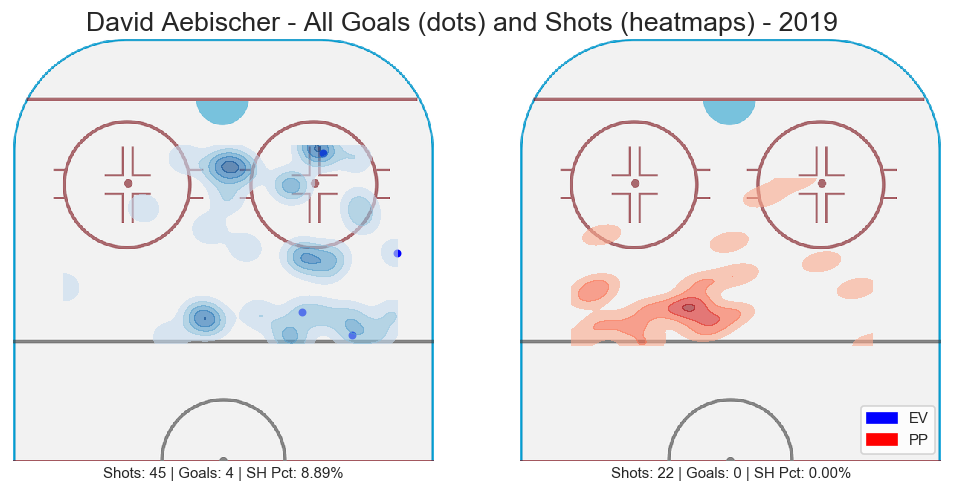 David Aebischer - All Goals (dots) and Shots (heatmaps) - 2019
EV
PP
Shots: 45 | Goals: 4 | SH Pct: 8.89%
Shots: 22 | Goals: 0 | SH Pct: 0.00%